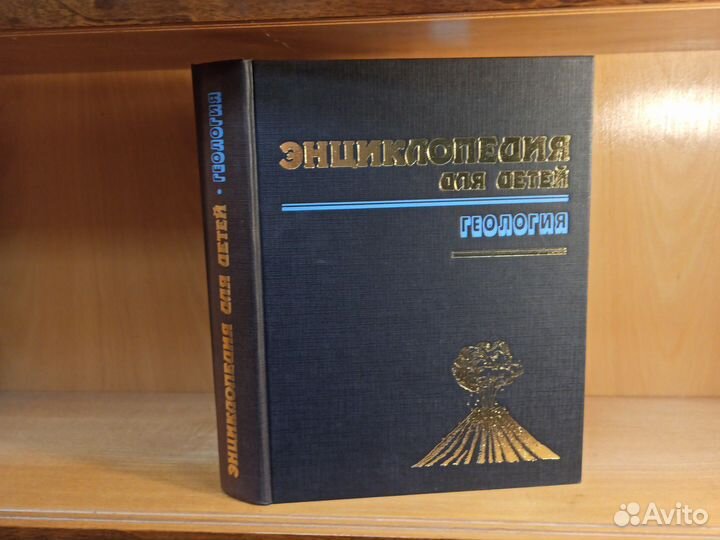 ЭНЦИКЛОПЕДИЯ
ДЛЯ ДЕТЕЙ
ГЕОЛОГИЯ
ЭНЦИКЛОПЕДИЯ ДЛЯ ДЕТЕЙ • ГЕОЛОГИЯ
Avito